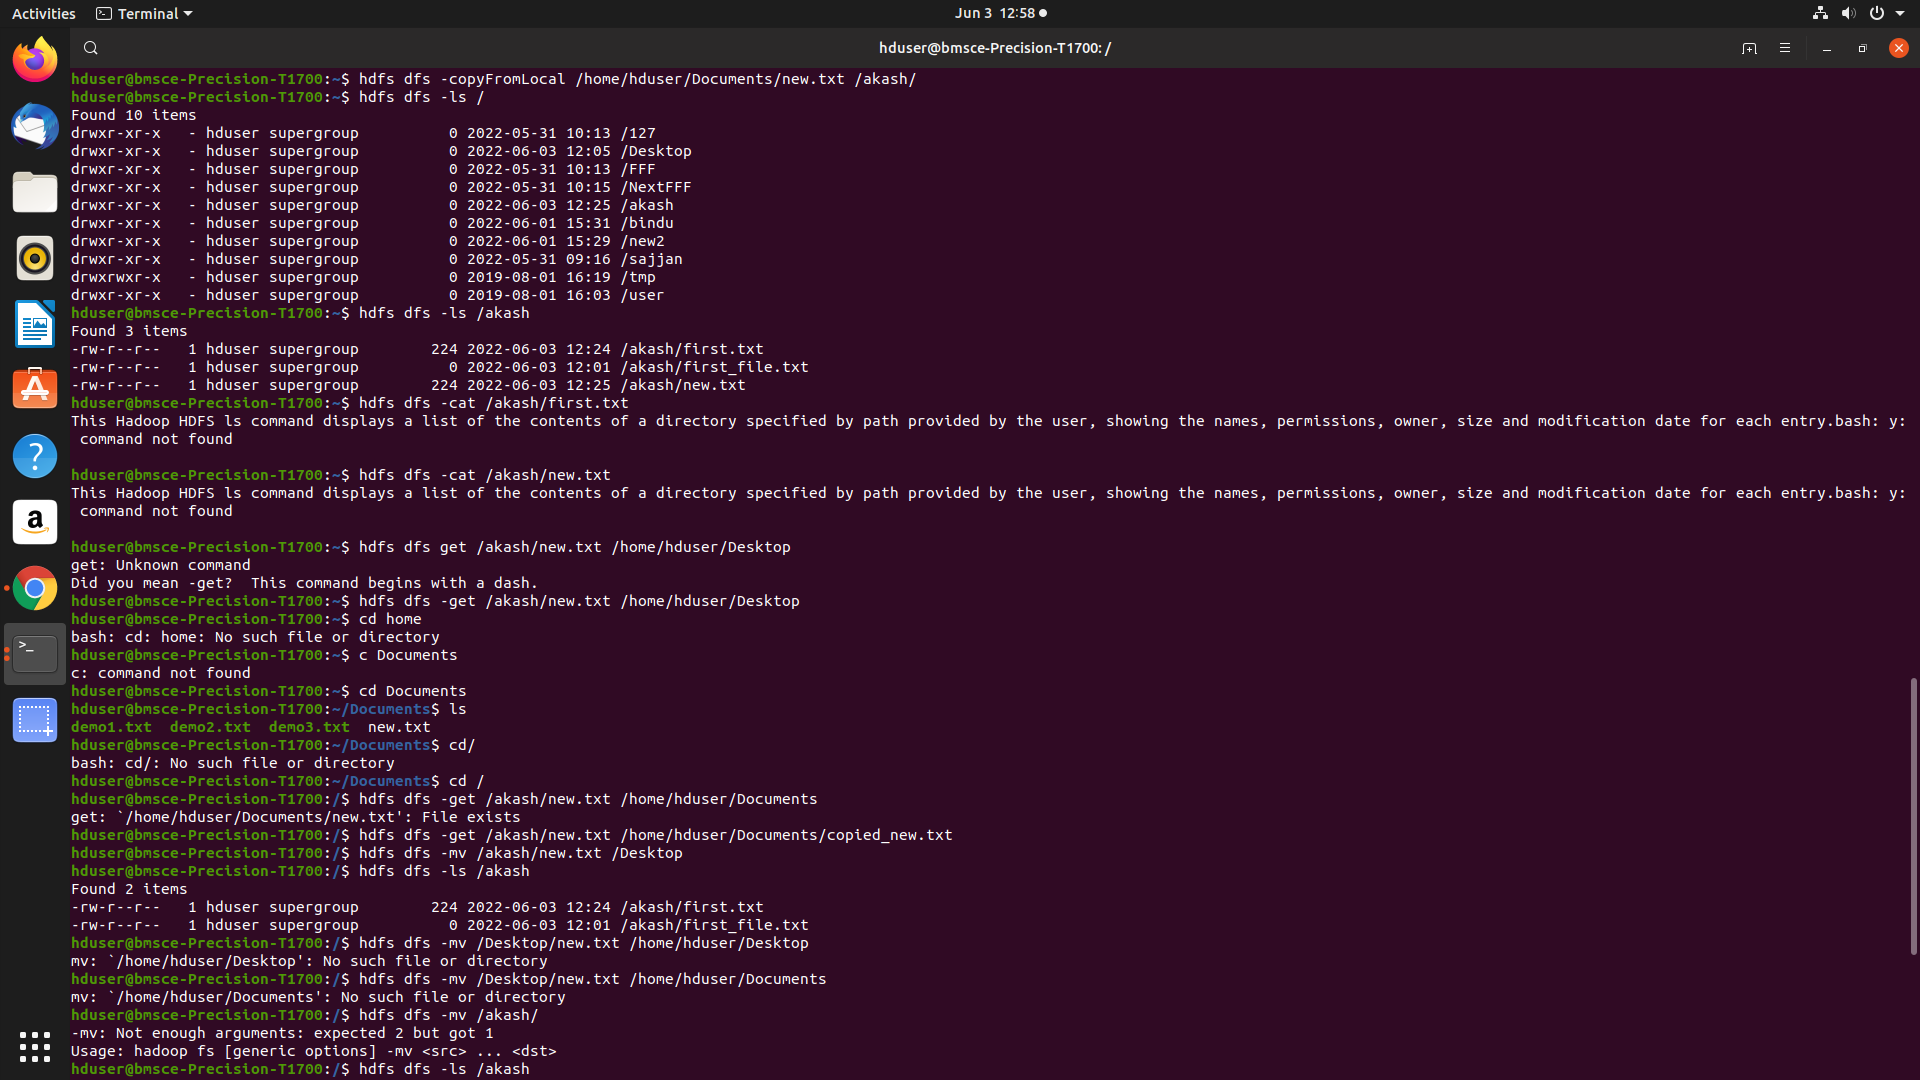 Activities Terminal Jun 3 12:58
hduser@bmsce-Precision-T1700: /
hduser@bmsce-Precision-T1700:~$ hdfs dfs -copyFromLocal /home/hduser/Documents/new.txt /akash/
hduser@bmsce-Precision-T1700:~$ hdfs dfs -ls /
Found 10 items
drwxr-xr-x   - hduser supergroup          0 2022-05-31 10:13 /127
drwxr-xr-x   - hduser supergroup          0 2022-06-03 12:05 /Desktop
drwxr-xr-x   - hduser supergroup          0 2022-05-31 10:13 /FFF
drwxr-xr-x   - hduser supergroup          0 2022-05-31 10:15 /NextFFF
drwxr-xr-x   - hduser supergroup          0 2022-06-03 12:25 /akash
drwxr-xr-x   - hduser supergroup          0 2022-06-01 15:31 /bindu
drwxr-xr-x   - hduser supergroup          0 2022-06-01 15:29 /new2
drwxr-xr-x   - hduser supergroup          0 2022-05-31 09:16 /sajjan
drwxrwxr-x   - hduser supergroup          0 2019-08-01 16:19 /tmp
drwxr-xr-x   - hduser supergroup          0 2019-08-01 16:03 /user
hduser@bmsce-Precision-T1700:~$ hdfs dfs -ls /akash
Found 3 items
-rw-r--r--   1 hduser supergroup        224 2022-06-03 12:24 /akash/first.txt
-rw-r--r--   1 hduser supergroup          0 2022-06-03 12:01 /akash/first_file.txt
-rw-r--r--   1 hduser supergroup        224 2022-06-03 12:25 /akash/new.txt
hduser@bmsce-Precision-T1700:~$ hdfs dfs -cat /akash/first.txt
This Hadoop HDFS ls command displays a list of the contents of a directory specified by path provided by the user, showing the names, permissions, owner, size and modification date for each entry.bash: y:
 command not found
hduser@bmsce-Precision-T1700:~$ hdfs dfs -cat /akash/new.txt
This Hadoop HDFS ls command displays a list of the contents of a directory specified by path provided by the user, showing the names, permissions, owner, size and modification date for each entry.bash: y:
 command not found
hduser@bmsce-Precision-T1700:~$ hdfs dfs get /akash/new.txt /home/hduser/Desktop
get: Unknown command
Did you mean -get?  This command begins with a dash.
hduser@bmsce-Precision-T1700:~$ hdfs dfs -get /akash/new.txt /home/hduser/Desktop
hduser@bmsce-Precision-T1700:~$ cd home
bash: cd: home: No such file or directory
hduser@bmsce-Precision-T1700:~$ c Documents
c: command not found
hduser@bmsce-Precision-T1700:~$ cd Documents
hduser@bmsce-Precision-T1700:~/Documents$ ls
demo1.txt  demo2.txt  demo3.txt  new.txt
hduser@bmsce-Precision-T1700:~/Documents$ cd/
bash: cd/: No such file or directory
hduser@bmsce-Precision-T1700:~/Documents$ cd /
hduser@bmsce-Precision-T1700:/$ hdfs dfs -get /akash/new.txt /home/hduser/Documents
get: `/home/hduser/Documents/new.txt': File exists
hduser@bmsce-Precision-T1700:/$ hdfs dfs -get /akash/new.txt /home/hduser/Documents/copied_new.txt
hduser@bmsce-Precision-T1700:/$ hdfs dfs -mv /akash/new.txt /Desktop
hduser@bmsce-Precision-T1700:/$ hdfs dfs -ls /akash
Found 2 items
-rw-r--r--   1 hduser supergroup        224 2022-06-03 12:24 /akash/first.txt
-rw-r--r--   1 hduser supergroup          0 2022-06-03 12:01 /akash/first_file.txt
hduser@bmsce-Precision-T1700:/$ hdfs dfs -mv /Desktop/new.txt /home/hduser/Desktop
mv: `/home/hduser/Desktop': No such file or directory
hduser@bmsce-Precision-T1700:/$ hdfs dfs -mv /Desktop/new.txt /home/hduser/Documents
mv: `/home/hduser/Documents': No such file or directory
hduser@bmsce-Precision-T1700:/$ hdfs dfs -mv /akash/
-mv: Not enough arguments: expected 2 but got 1
Usage: hadoop fs [generic options] -mv <src> ... <dst>
hduser@bmsce-Precision-T1700:/$ hdfs dfs -ls /akash